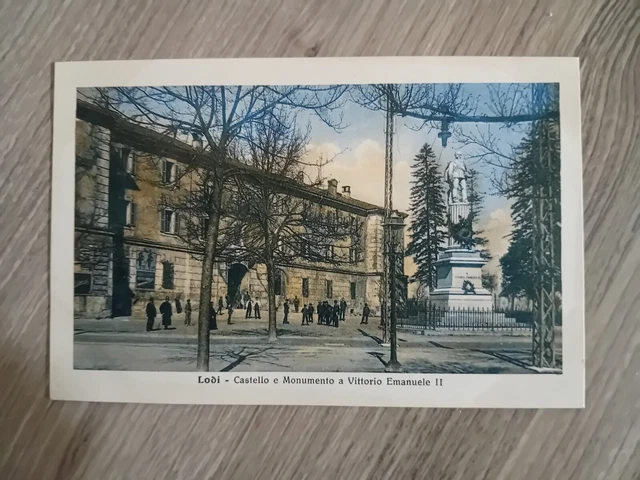 Lodi - Castello e Monumento a Vittorio Emanuele II